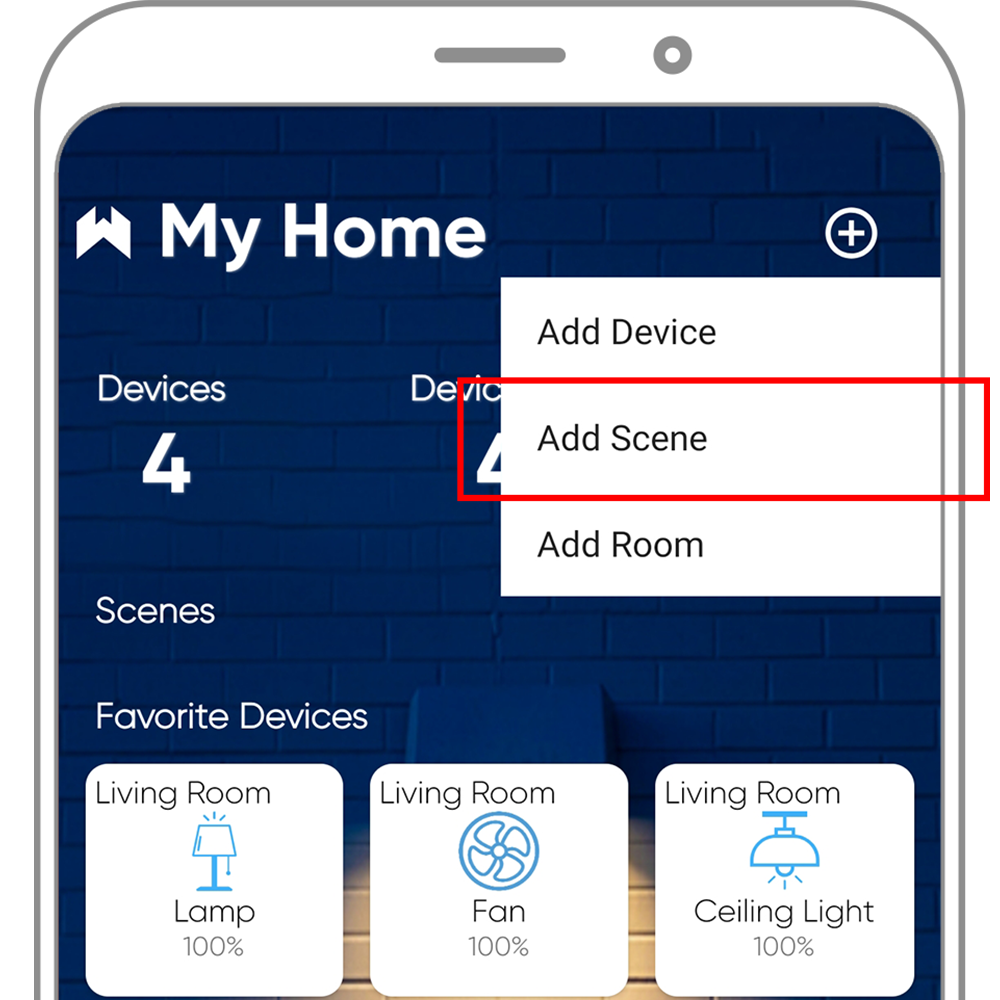 My Home
Add Device
Devices
Devic
Add Scene
4
4
Add Room
Scenes
Favorite Devices
Living Room
Lamp
100%
Living Room
Fan
100%
Living Room
Ceiling Light
100%